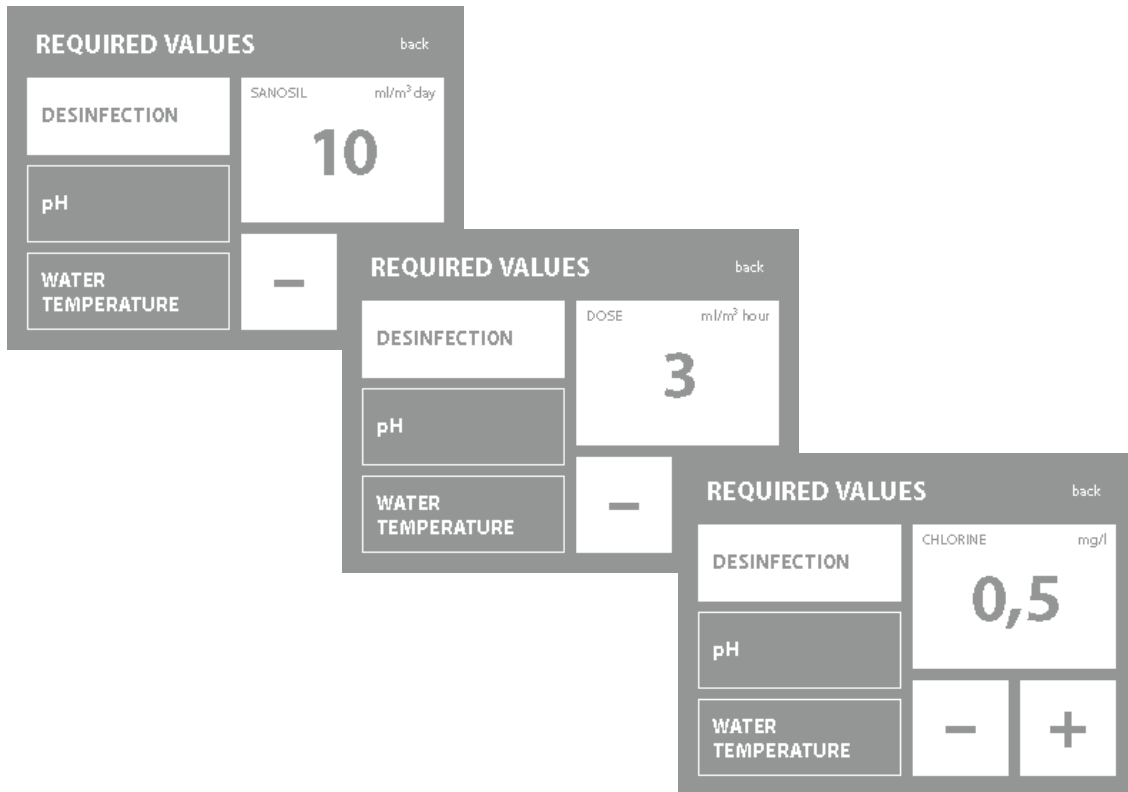 REQUIRED VALUES back
DESINFECTION
SANOSIL ml/m³ day
10
pH
WATER
TEMPERATURE
−
REQUIRED VALUES back
DESINFECTION
DOSE ml/m³ hour
3
pH
WATER
TEMPERATURE
−
REQUIRED VALUES back
DESINFECTION
CHLORINE mg/l
0,5
pH
WATER
TEMPERATURE
− +